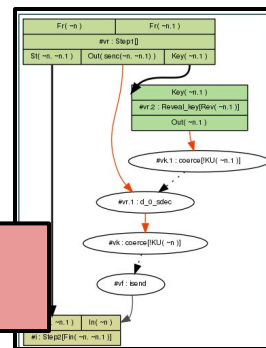 Fr( ~n ) Fr( ~n.1 )
#vr : Step1[]
St( ~n, ~n.1 ) Out( senc(~n, ~n.1) ) Key( ~n.1 )
Key( ~n.1 )
#vr.2 : Reveal_key[Rev( ~n.1 )]
Out( ~n.1 )
#vk.1 : coerce[!KU( ~n.1 )]
#vr.1 : d_0_sdec
#vk : coerce[!KU( ~n )]
#vf : isend
~n.1 ) In( ~n )
#i : Step2[Fin( ~n, ~n.1 )]